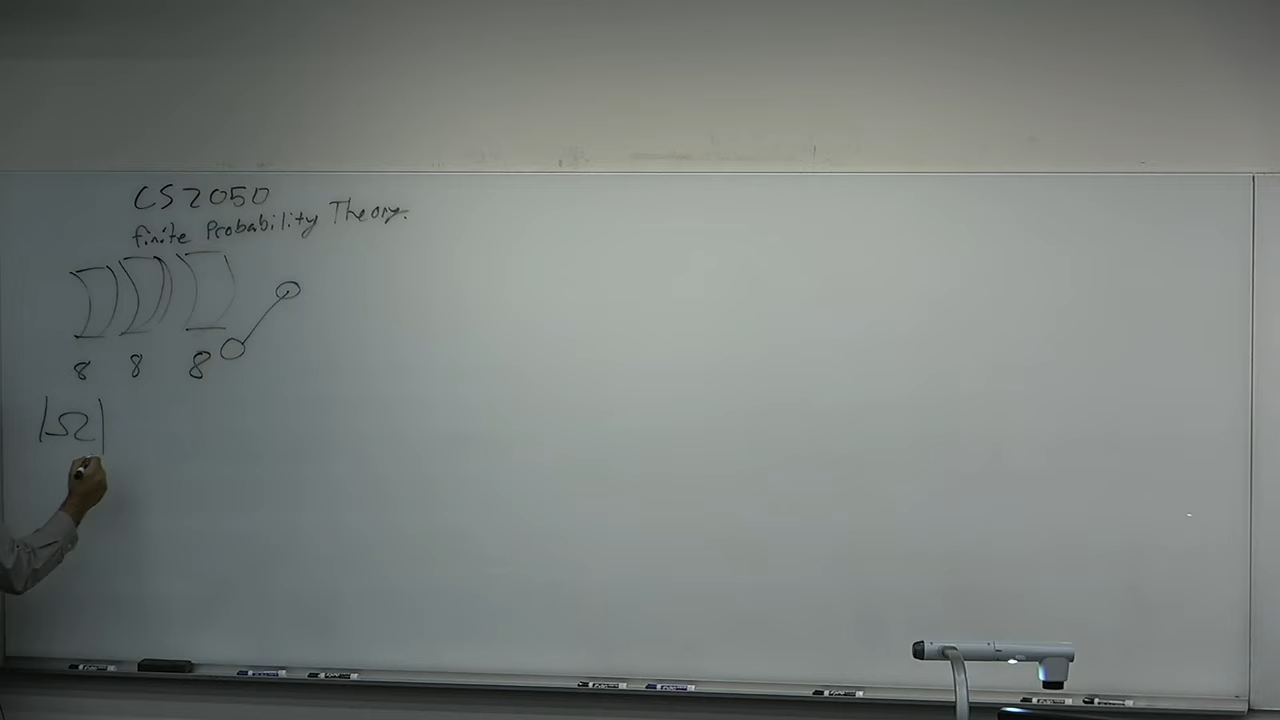 CS2050
finite Probability Theory.
8 8 8
|Ω|